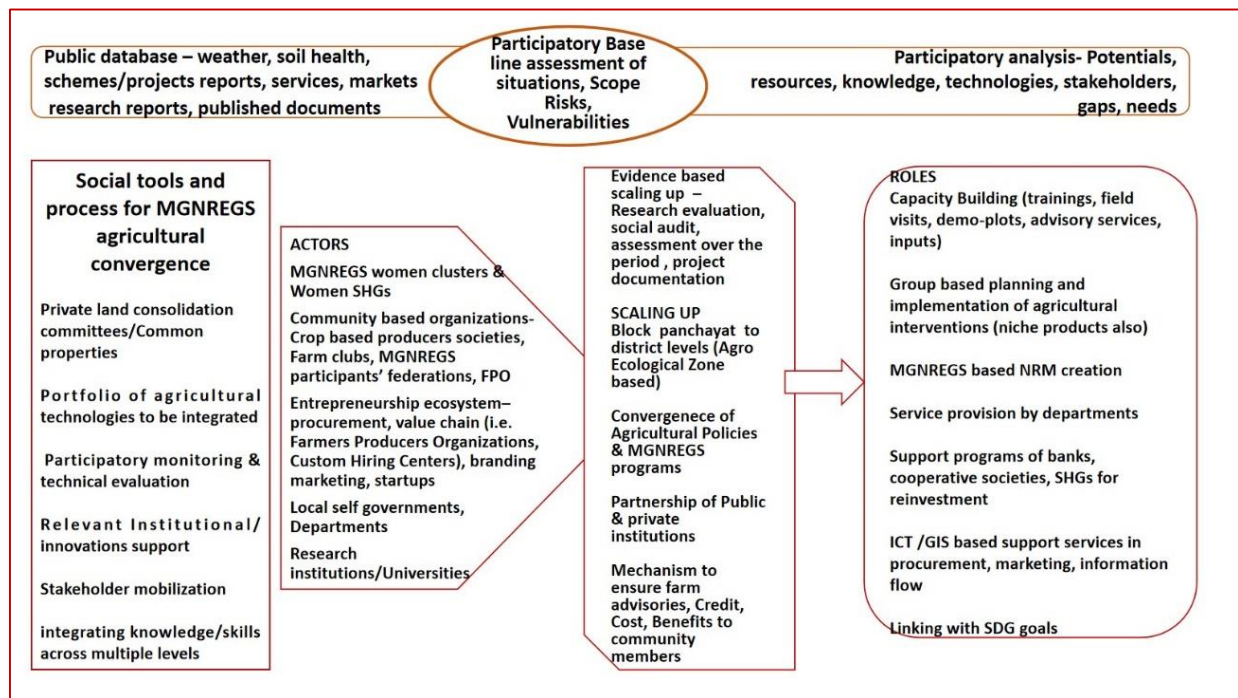 Public database – weather, soil health,
schemes/projects reports, services, markets
research reports, published documents
Participatory Base
line assessment of
situations, Scope
Risks,
Vulnerabilities
Participatory analysis- Potentials,
resources, knowledge, technologies, stakeholders,
gaps, needs
Social tools and
process for MGNREGS
agricultural
convergence
Private land consolidation
committees/Common
properties
Portfolio of agricultural
technologies to be integrated
Participatory monitoring &
technical evaluation
Relevant Institutional/
innovations support
Stakeholder mobilization
integrating knowledge/skills
across multiple levels
ACTORS
MGNREGS women clusters &
Women SHGs
Community based organizations-
Crop based producers societies,
Farm clubs, MGNREGS
participants’ federations, FPO
Entrepreneurship ecosystem–
procurement, value chain (i.e.
Farmers Producers Organizations,
Custom Hiring Centers), branding
marketing, startups
Local self governments,
Departments
Research
institutions/Universities
Evidence based
scaling up –
Research evaluation,
social audit,
assessment over the
period , project
documentation
SCALING UP
Block panchayat to
district levels (Agro
Ecological Zone
based)
Convergenece of
Agricultural Policies
& MGNREGS
programs
Partnership of Public
& private
institutions
Mechanism to
ensure farm
advisories, Credit,
Cost, Benefits to
community
members
ROLES
Capacity Building (trainings, field
visits, demo-plots, advisory services,
inputs)
Group based planning and
implementation of agricultural
interventions (niche products also)
MGNREGS based NRM creation
Service provision by departments
Support programs of banks,
cooperative societies, SHGs for
reinvestment
ICT /GIS based support services in
procurement, marketing, information
flow
Linking with SDG goals